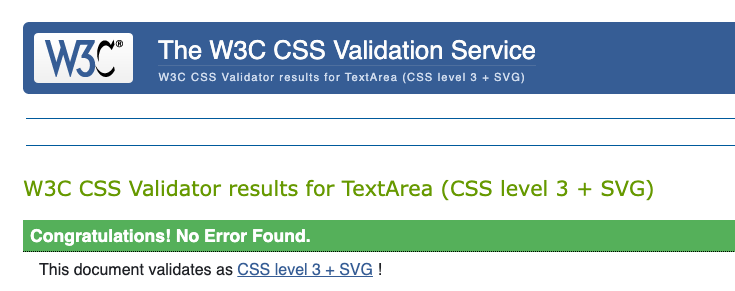 W3C®
The W3C CSS Validation Service
W3C CSS Validator results for TextArea (CSS level 3 + SVG)
W3C CSS Validator results for TextArea (CSS level 3 + SVG)
Congratulations! No Error Found.
This document validates as CSS level 3 + SVG !